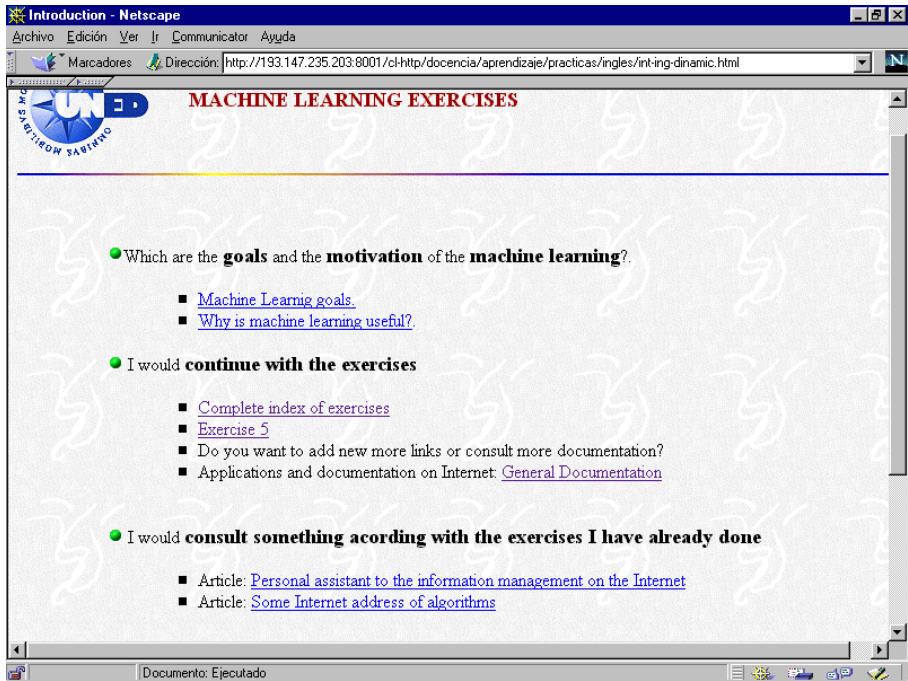 Introduction - Netscape
Archivo Edición Ver Ir Communicator Ayuda
Marcadores Dirección: http://193.147.235.203:8001/cl-http/docencia/aprendizaje/practicas/ingles/int-ing-dinamic.html
N
UNED
OMNIBVS MOBILIBVS MO
MACHINE LEARNING EXERCISES
Which are the goals and the motivation of the machine learning?.
Machine Learnig goals.
Why is machine learning useful?.
I would continue with the exercises
Complete index of exercises
Exercise 5
Do you want to add new more links or consult more documentation?
Applications and documentation on Internet: General Documentation
I would consult something acording with the exercises I have already done
Article: Personal assistant to the information management on the Internet
Article: Some Internet address of algorithms
Documento: Ejecutado